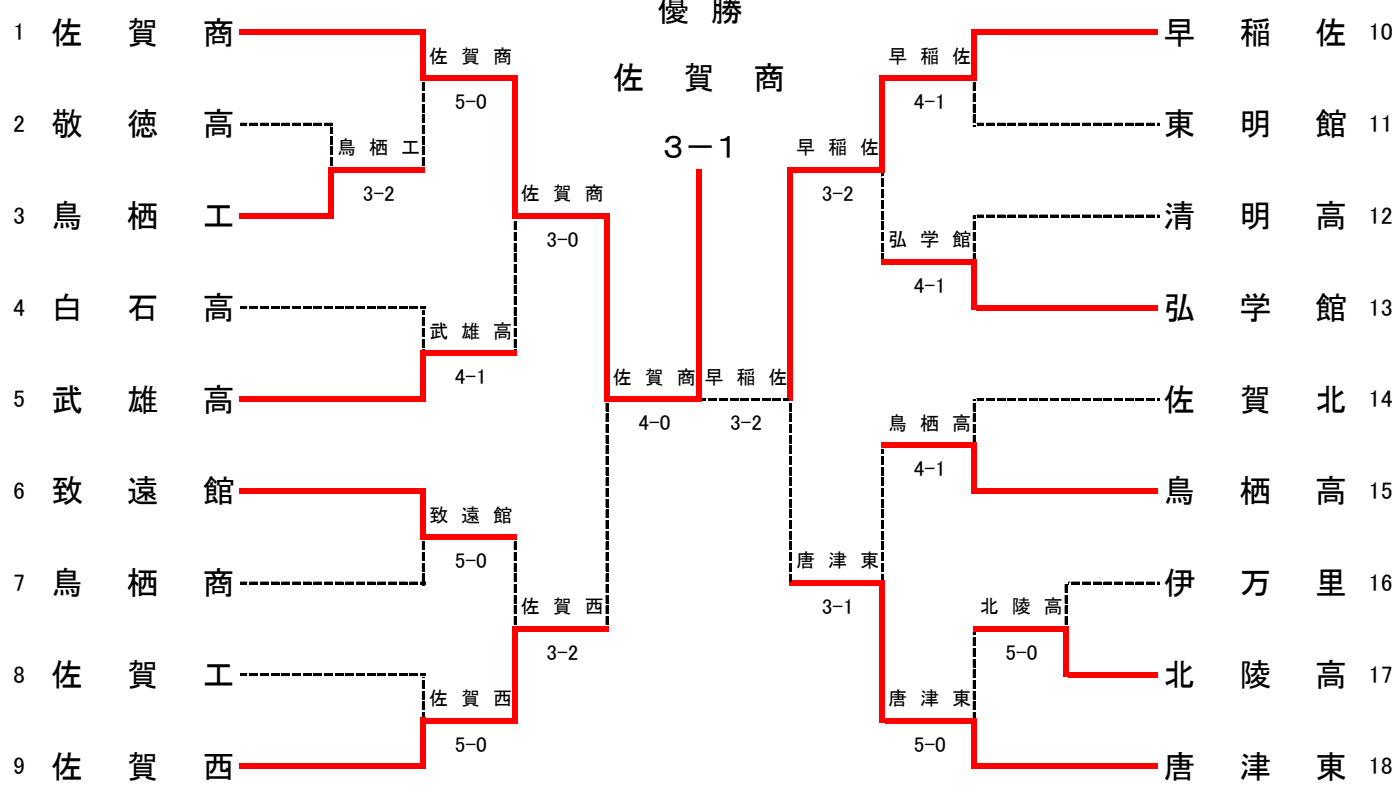 優勝
佐賀商
3－1
1 佐賀商
2 敬徳高
3 鳥栖工
4 白石高
5 武雄高
6 致遠館
7 鳥栖商
8 佐賀工
9 佐賀西
鳥栖工
3-2
佐賀商
5-0
武雄高
4-1
致遠館
5-0
佐賀西
5-0
佐賀商
3-0
佐賀西
3-2
佐賀商
4-0
早稲佐
3-2
早稲佐
3-2
唐津東
3-1
早稲佐
4-1
弘学館
4-1
鳥栖高
4-1
唐津東
5-0
北陵高
5-0
早稲佐 10
東明館 11
清明高 12
弘学館 13
佐賀北 14
鳥栖高 15
伊万里 16
北陵高 17
唐津東 18